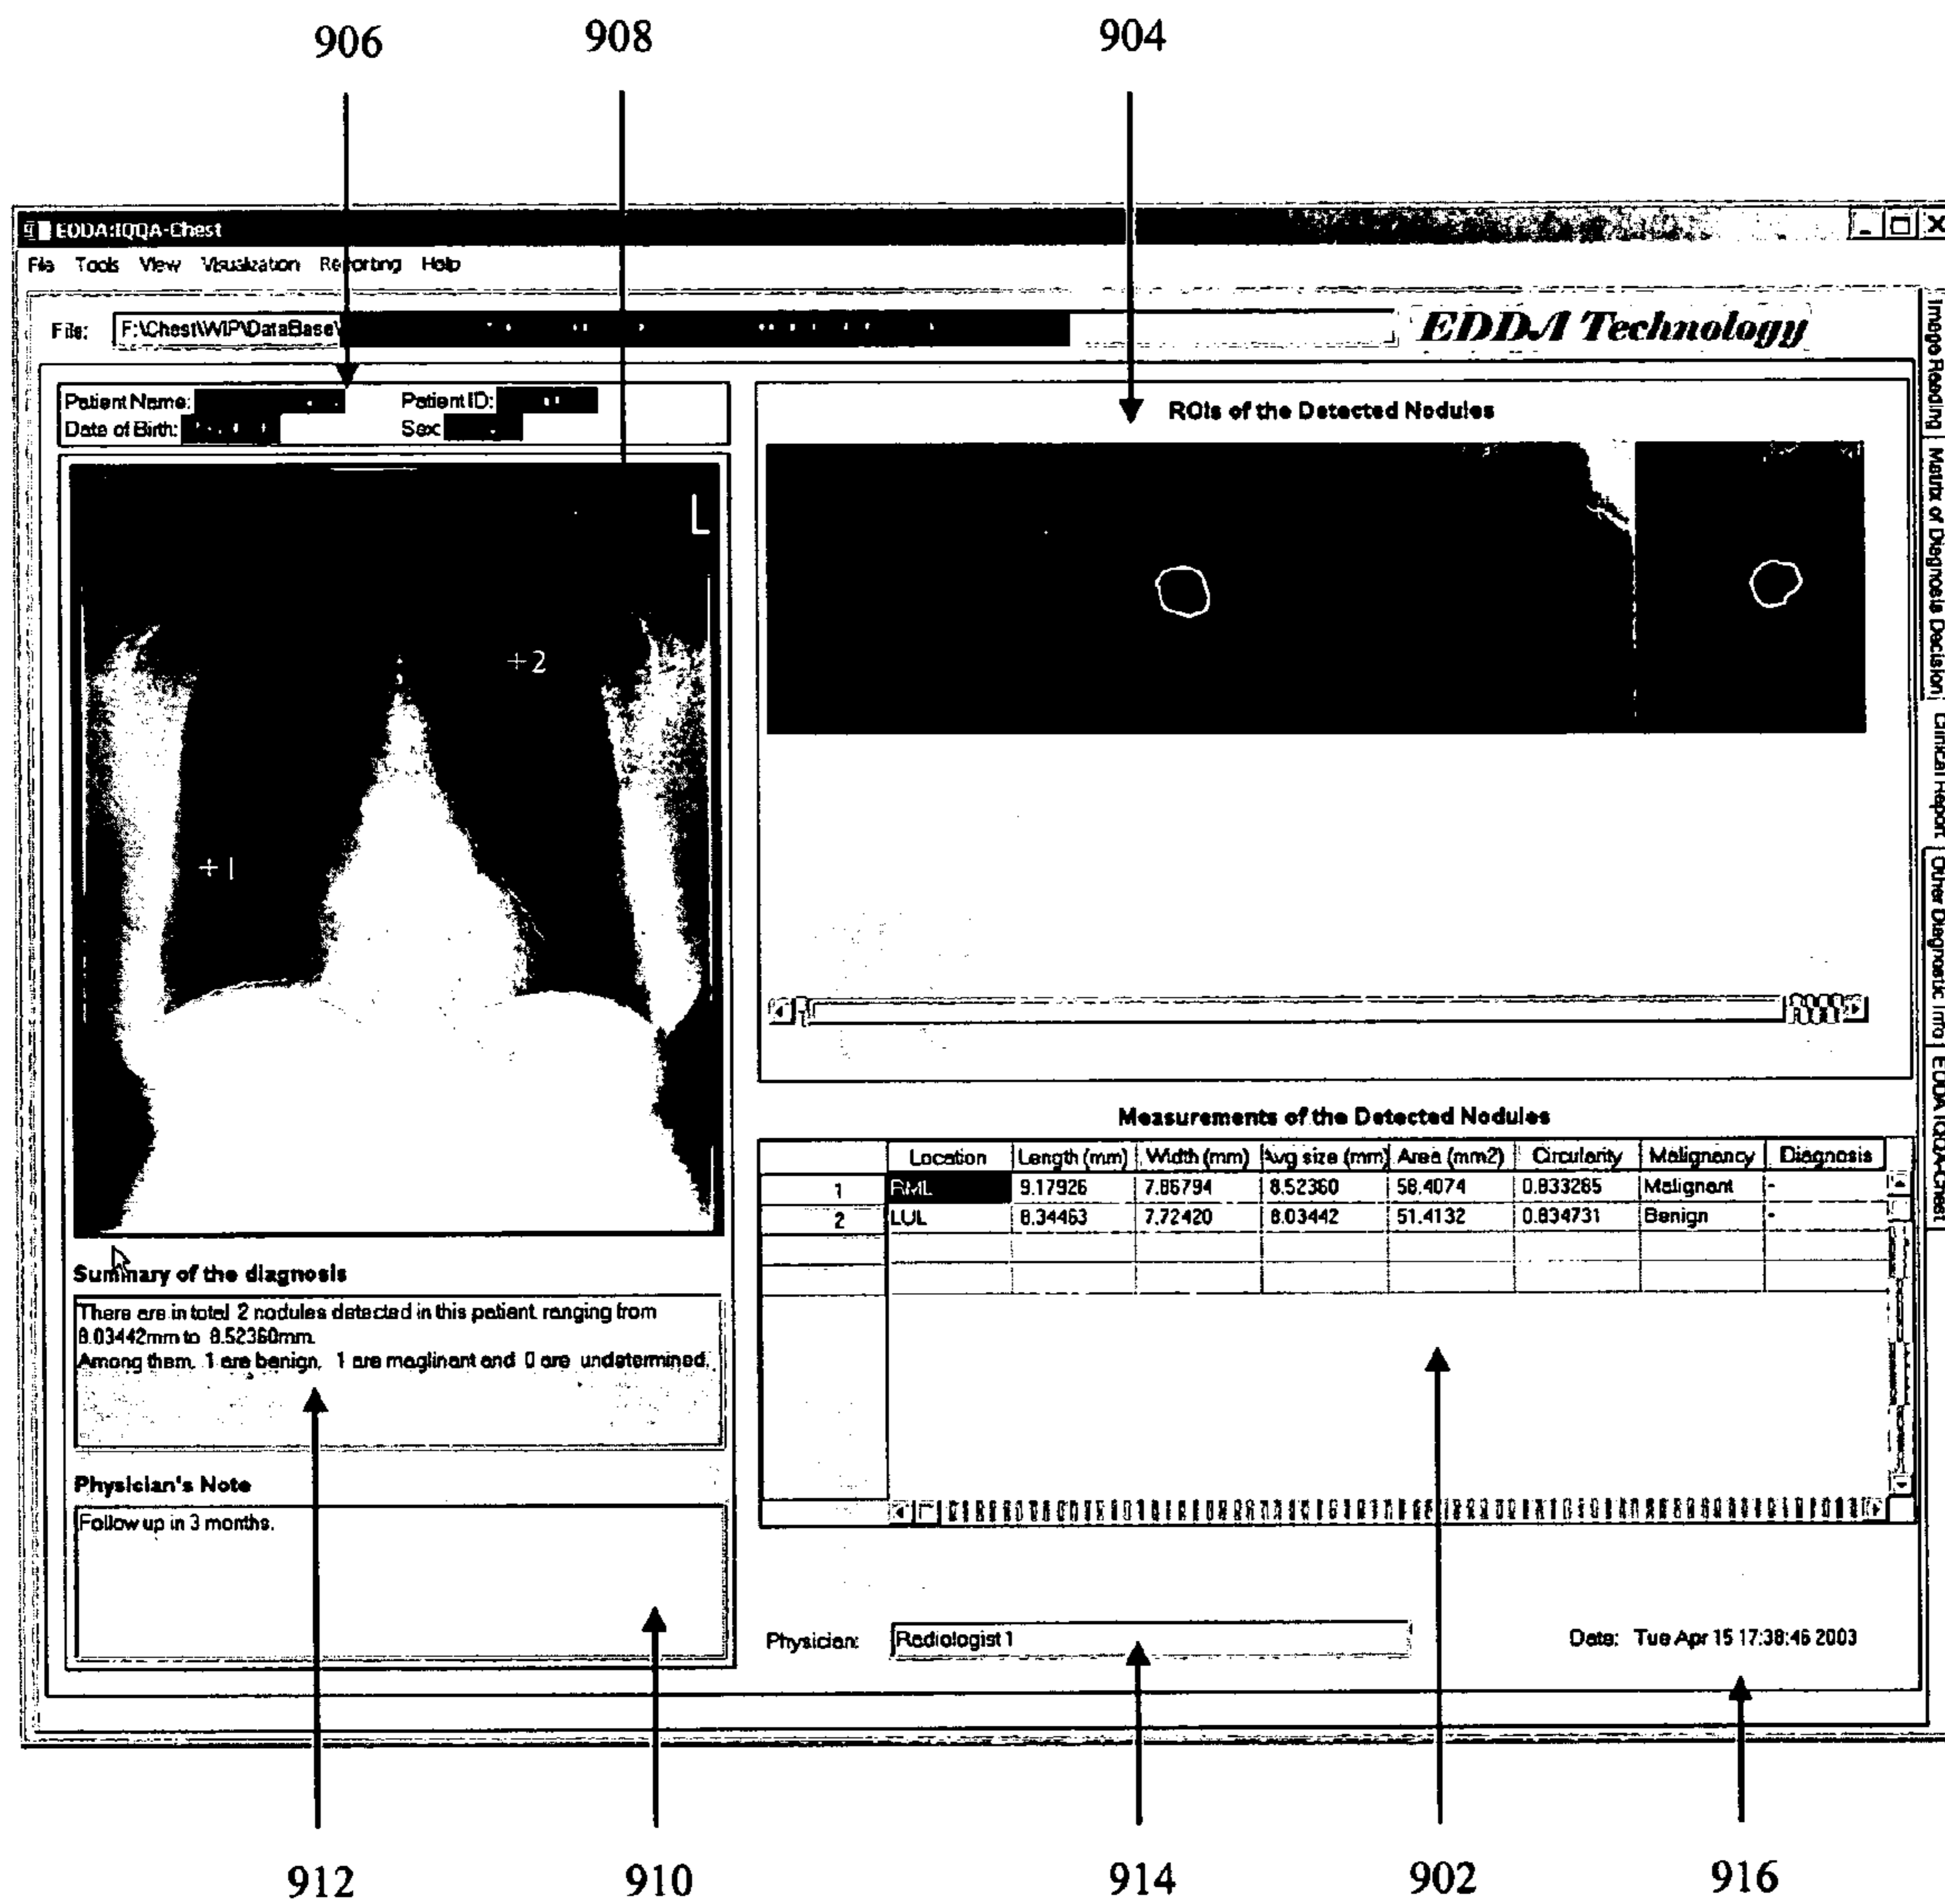 906 908 904
EDDA:IQQA-Chest
File Tools View Visualization Reporting Help
File: F:\Chest\WIP\DataBase\
EDDA Technology
Patient Name: Patient ID:
Date of Birth: Sex:
L
+2
+1
ROIs of the Detected Nodules
Image Reading
Matrix of Diagnosis Decision
Clinical Report
Other Diagnostic Info
EDDA IQQA-Chest
Measurements of the Detected Nodules
Location Length (mm) Width (mm) Avg size (mm) Area (mm2) Circularity Malignancy Diagnosis
1 RML 9.17926 7.86794 8.52360 58.4074 0.833285 Malignant -
2 LUL 8.34463 7.72420 8.03442 51.4132 0.834731 Benign -
Summary of the diagnosis
There are in total 2 nodules detected in this patient ranging from
8.03442mm to 8.52360mm.
Among them, 1 are benign, 1 are maglinant and 0 are undetermined.
Physician's Note
Follow up in 3 months.
Physician: Radiologist 1
Date: Tue Apr 15 17:38:46 2003
912 910 914 902 916